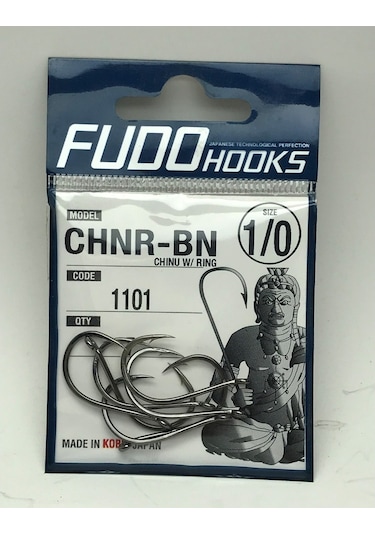 FUDO HOOKS
JAPANESE TECHNOLOGICAL PERFECTION
MODEL
CHNR-BN
CHINU W/ RING
SIZE
1/0
CODE
1101
QTY
MADE IN KOBE JAPAN